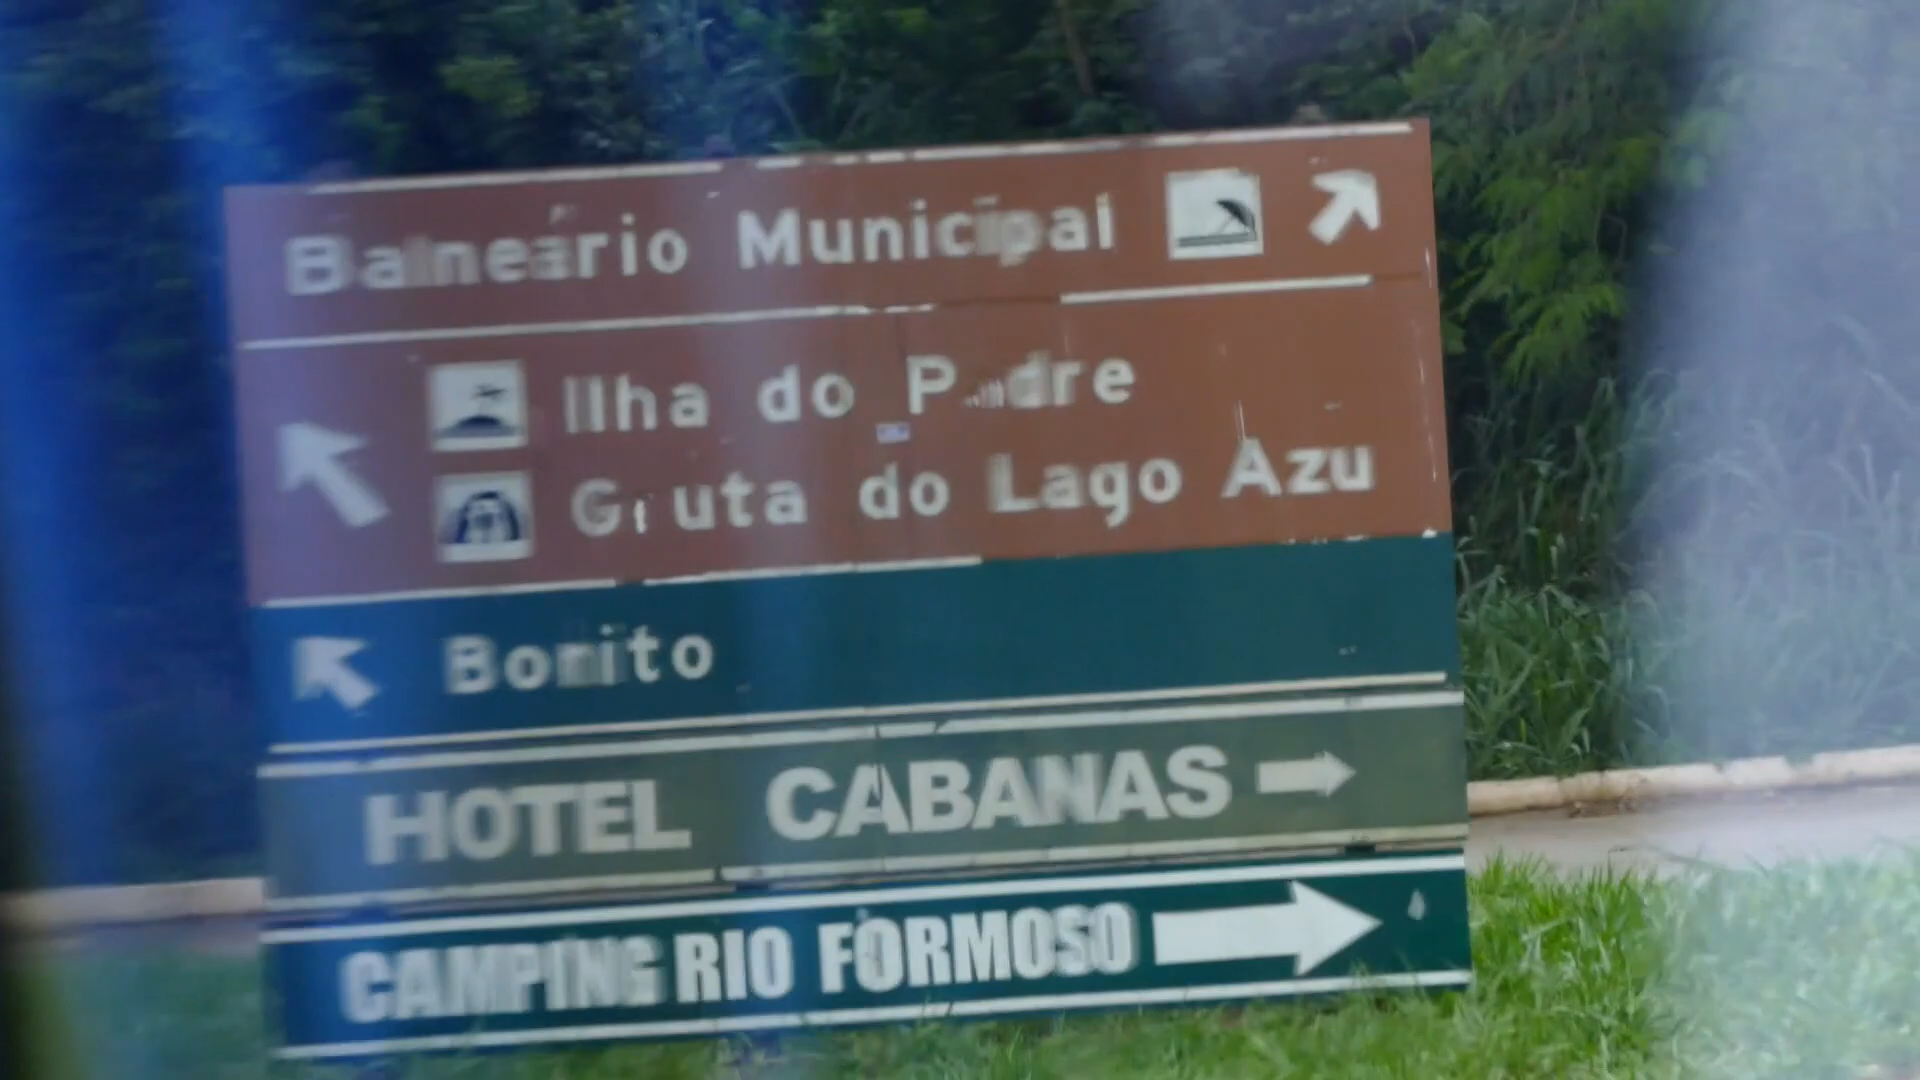 Balneário Municipal
Ilha do Padre
Gruta do Lago Azu
Bonito
HOTEL CABANAS
CAMPING RIO FORMOSO